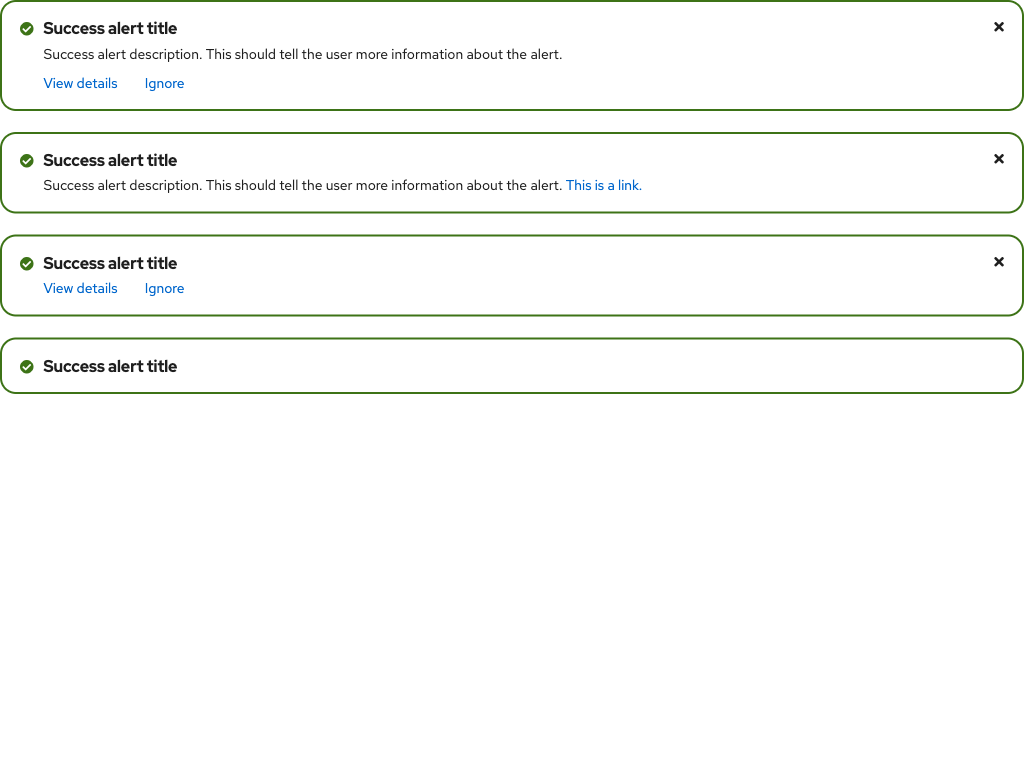 Success alert title
Success alert description. This should tell the user more information about the alert.
View details Ignore
Success alert title
Success alert description. This should tell the user more information about the alert. This is a link.
Success alert title
View details Ignore
Success alert title